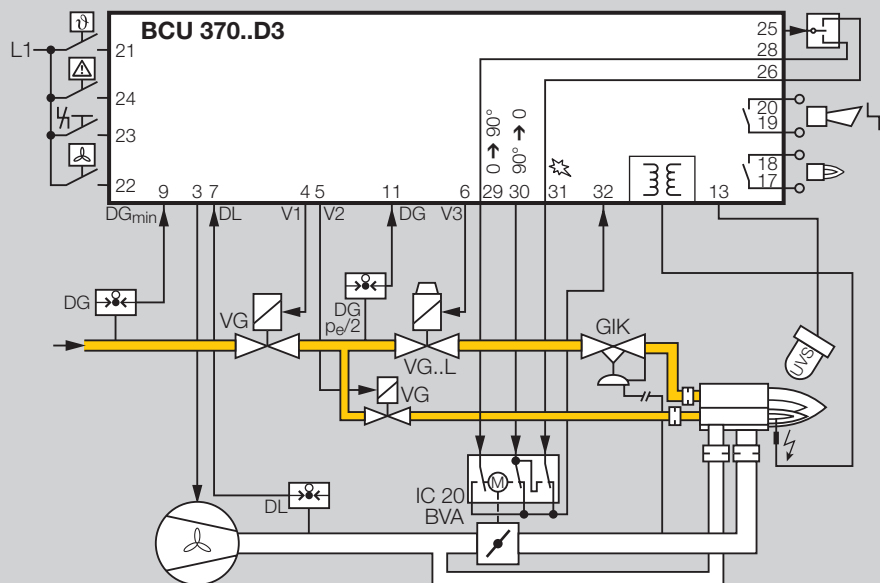 BCU 370..D3
L1
21
24
23
22
25
28
26
20
19
18
17
0 → 90°
90° → 0
9
3
7
4
5
11
6
29
30
31
32
13
DGmin
DL
V1
V2
DG
V3
DG
VG
DG
pe/2
VG..L
VG
GIK
UVS
M
IC 20
BVA
DL